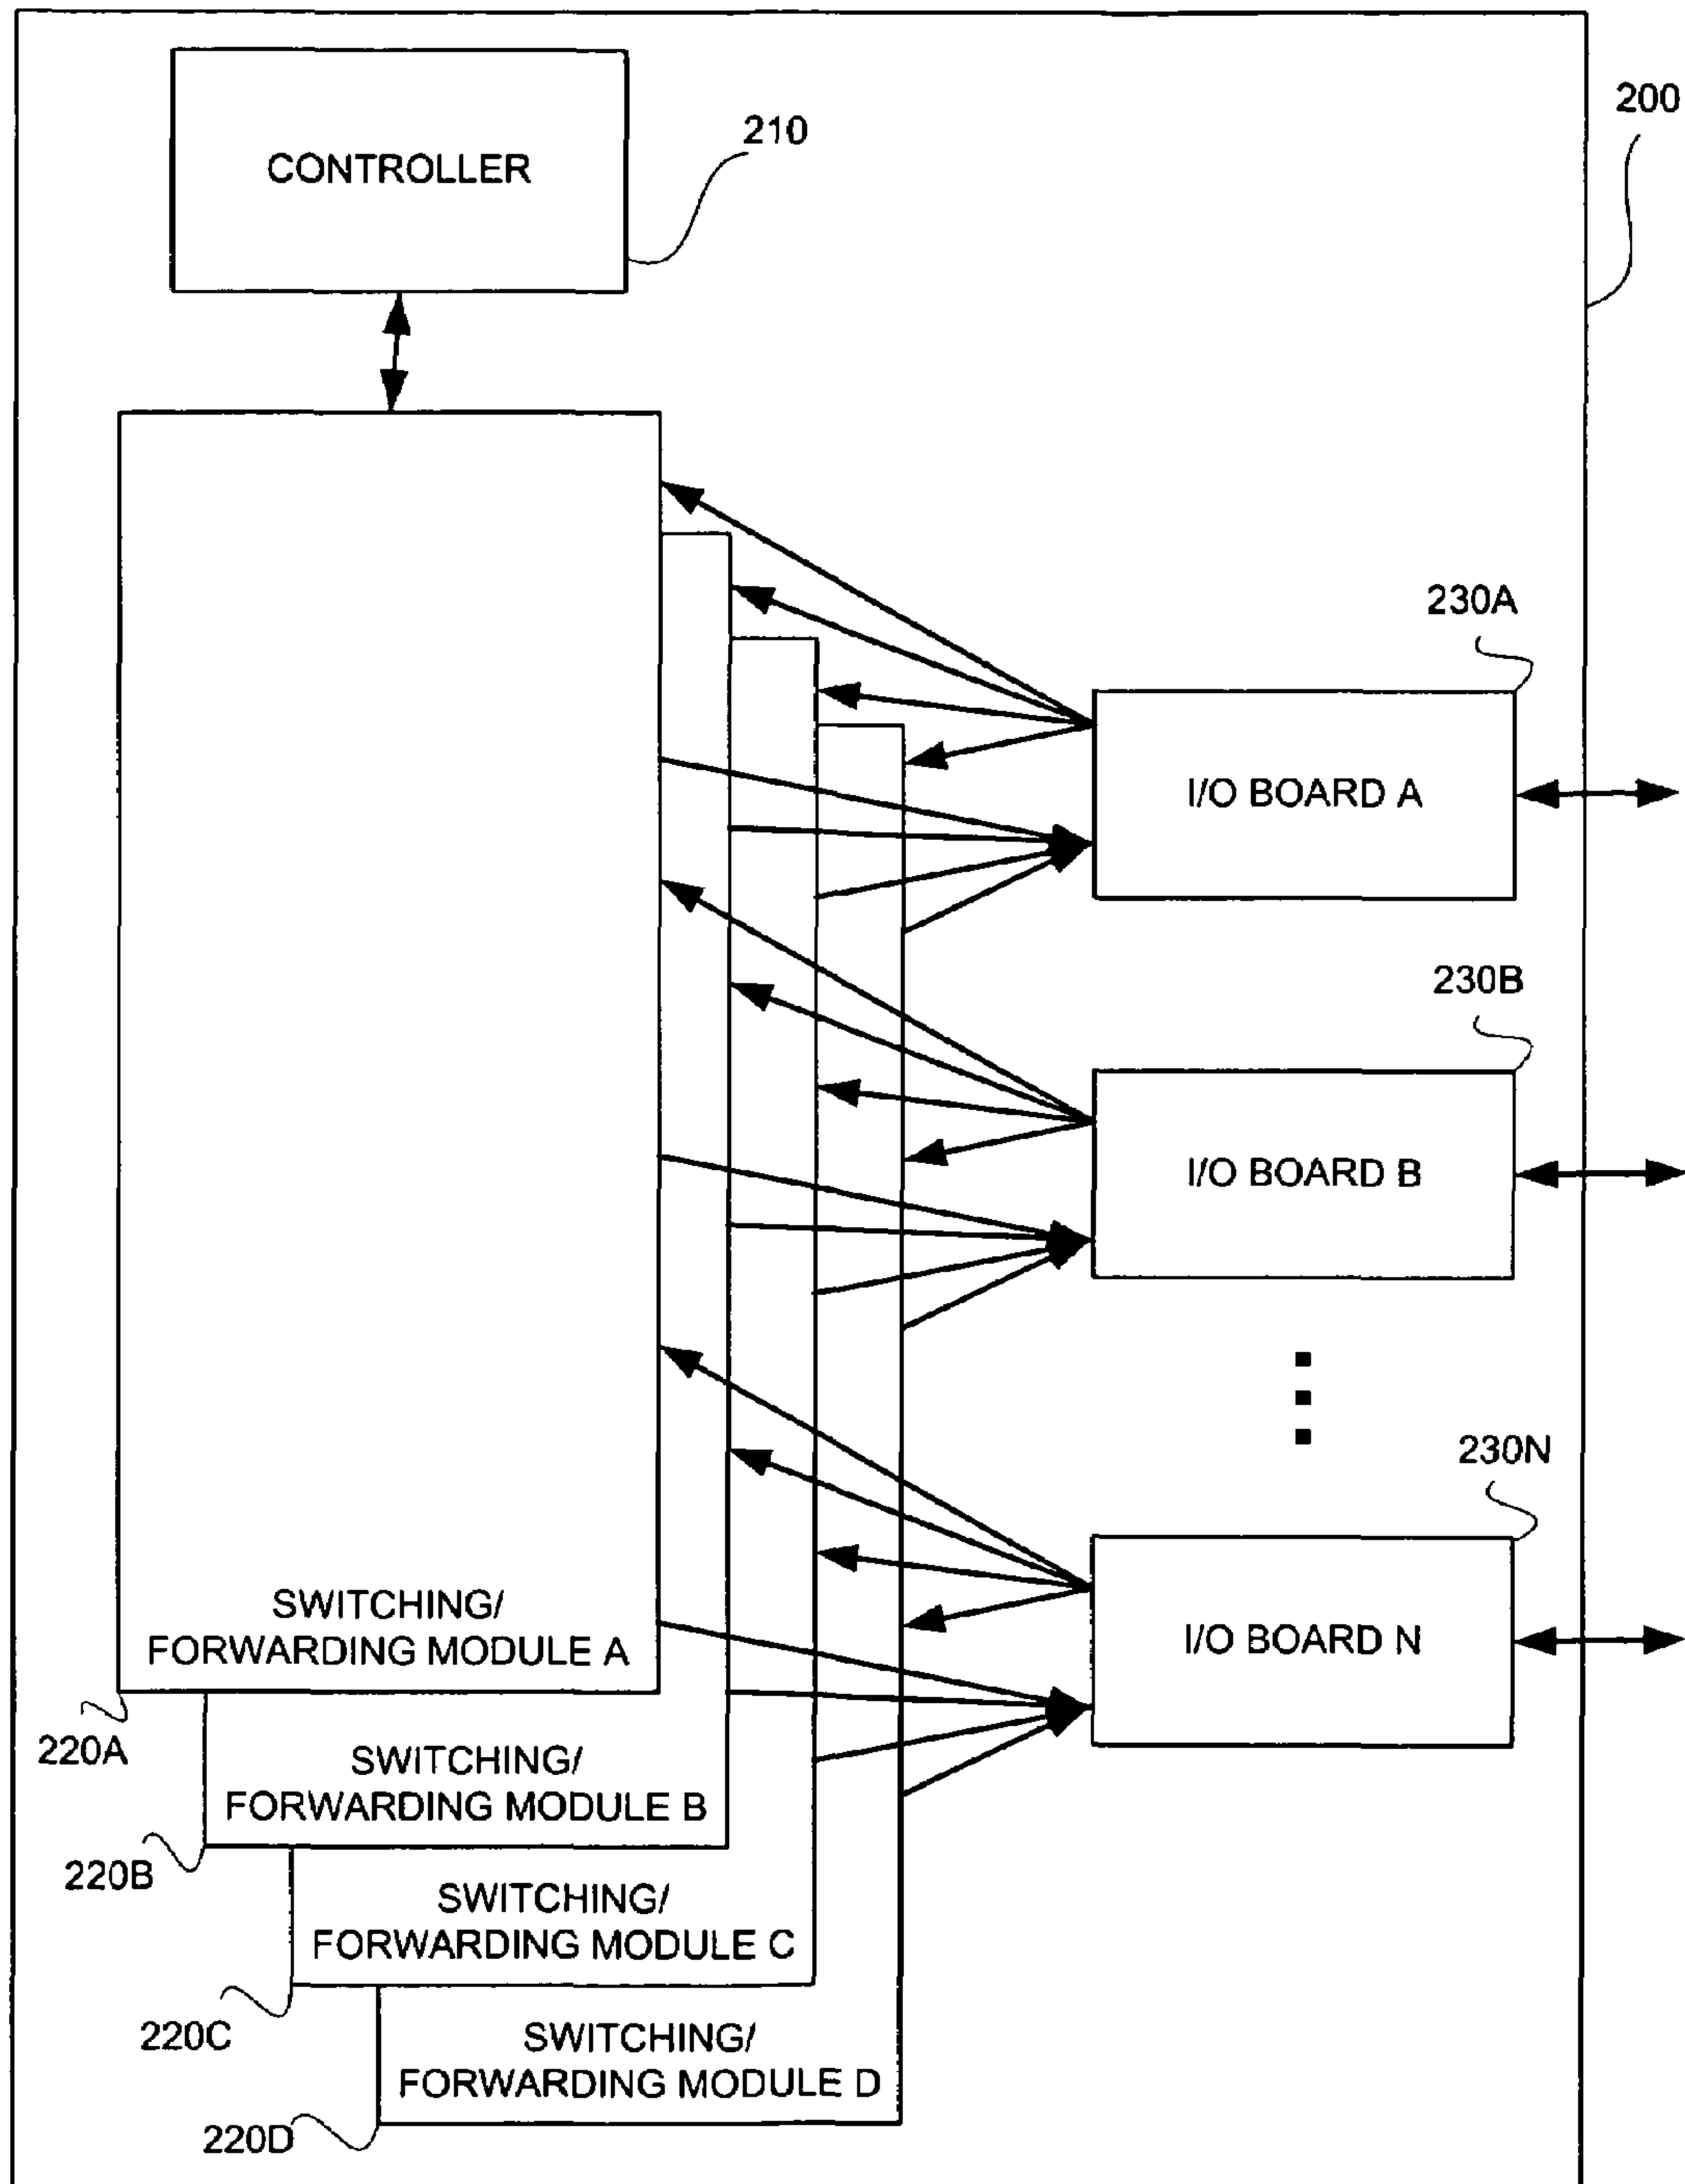 200
210
CONTROLLER
230A
I/O BOARD A
230B
I/O BOARD B
230N
I/O BOARD N
SWITCHING/
FORWARDING MODULE A
220A
SWITCHING/
FORWARDING MODULE B
220B
SWITCHING/
FORWARDING MODULE C
220C
SWITCHING/
FORWARDING MODULE D
220D